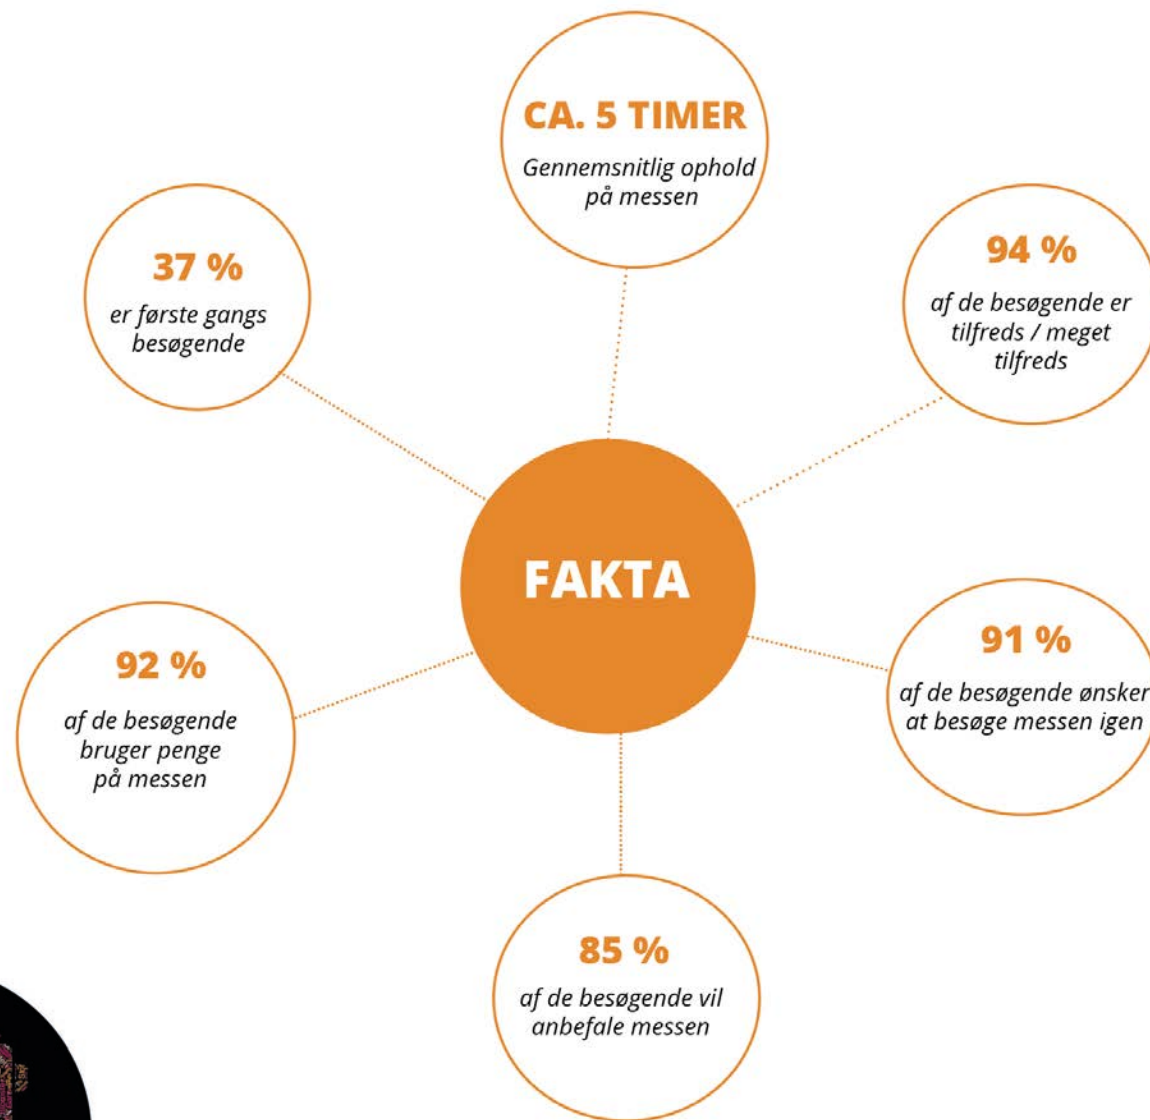 CA. 5 TIMER
Gennemsnitlig ophold
på messen
37 %
er første gangs
besøgende
94 %
af de besøgende er
tilfreds / meget
tilfreds
FAKTA
92 %
af de besøgende
bruger penge
på messen
91 %
af de besøgende ønsker
at besøge messen igen
85 %
af de besøgende vil
anbefale messen